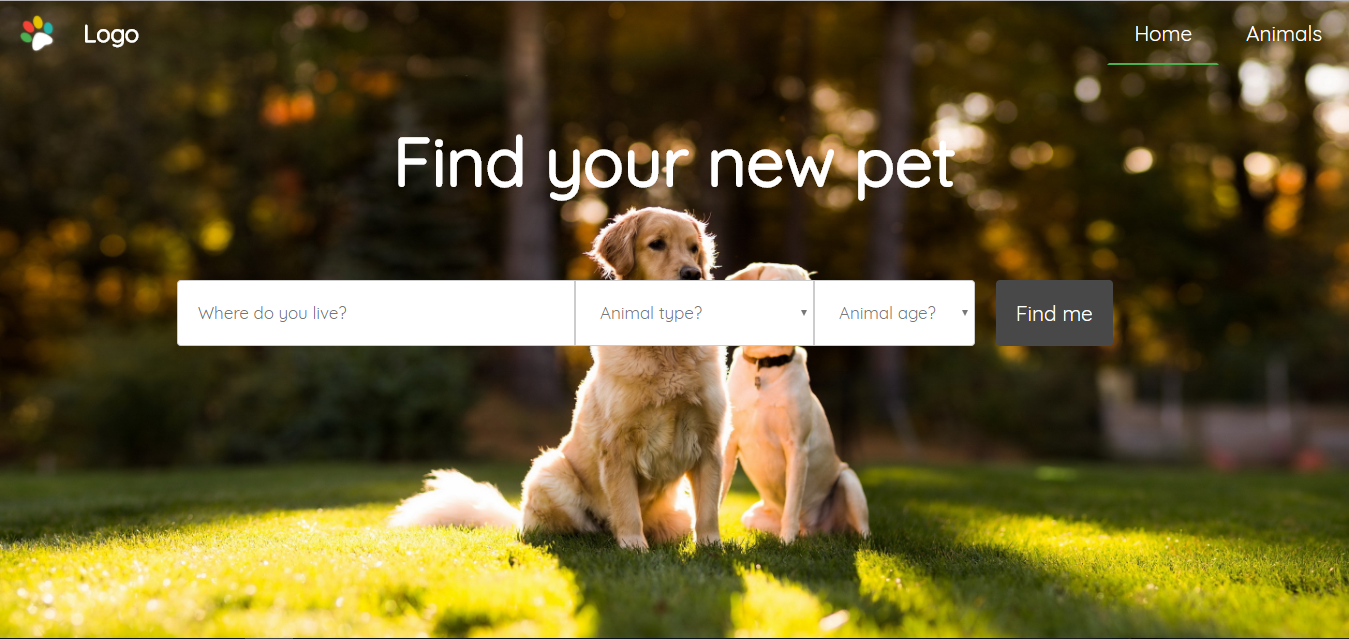 Logo
Home
Animals
Find your new pet
Where do you live?
Animal type?
Animal age?
Find me